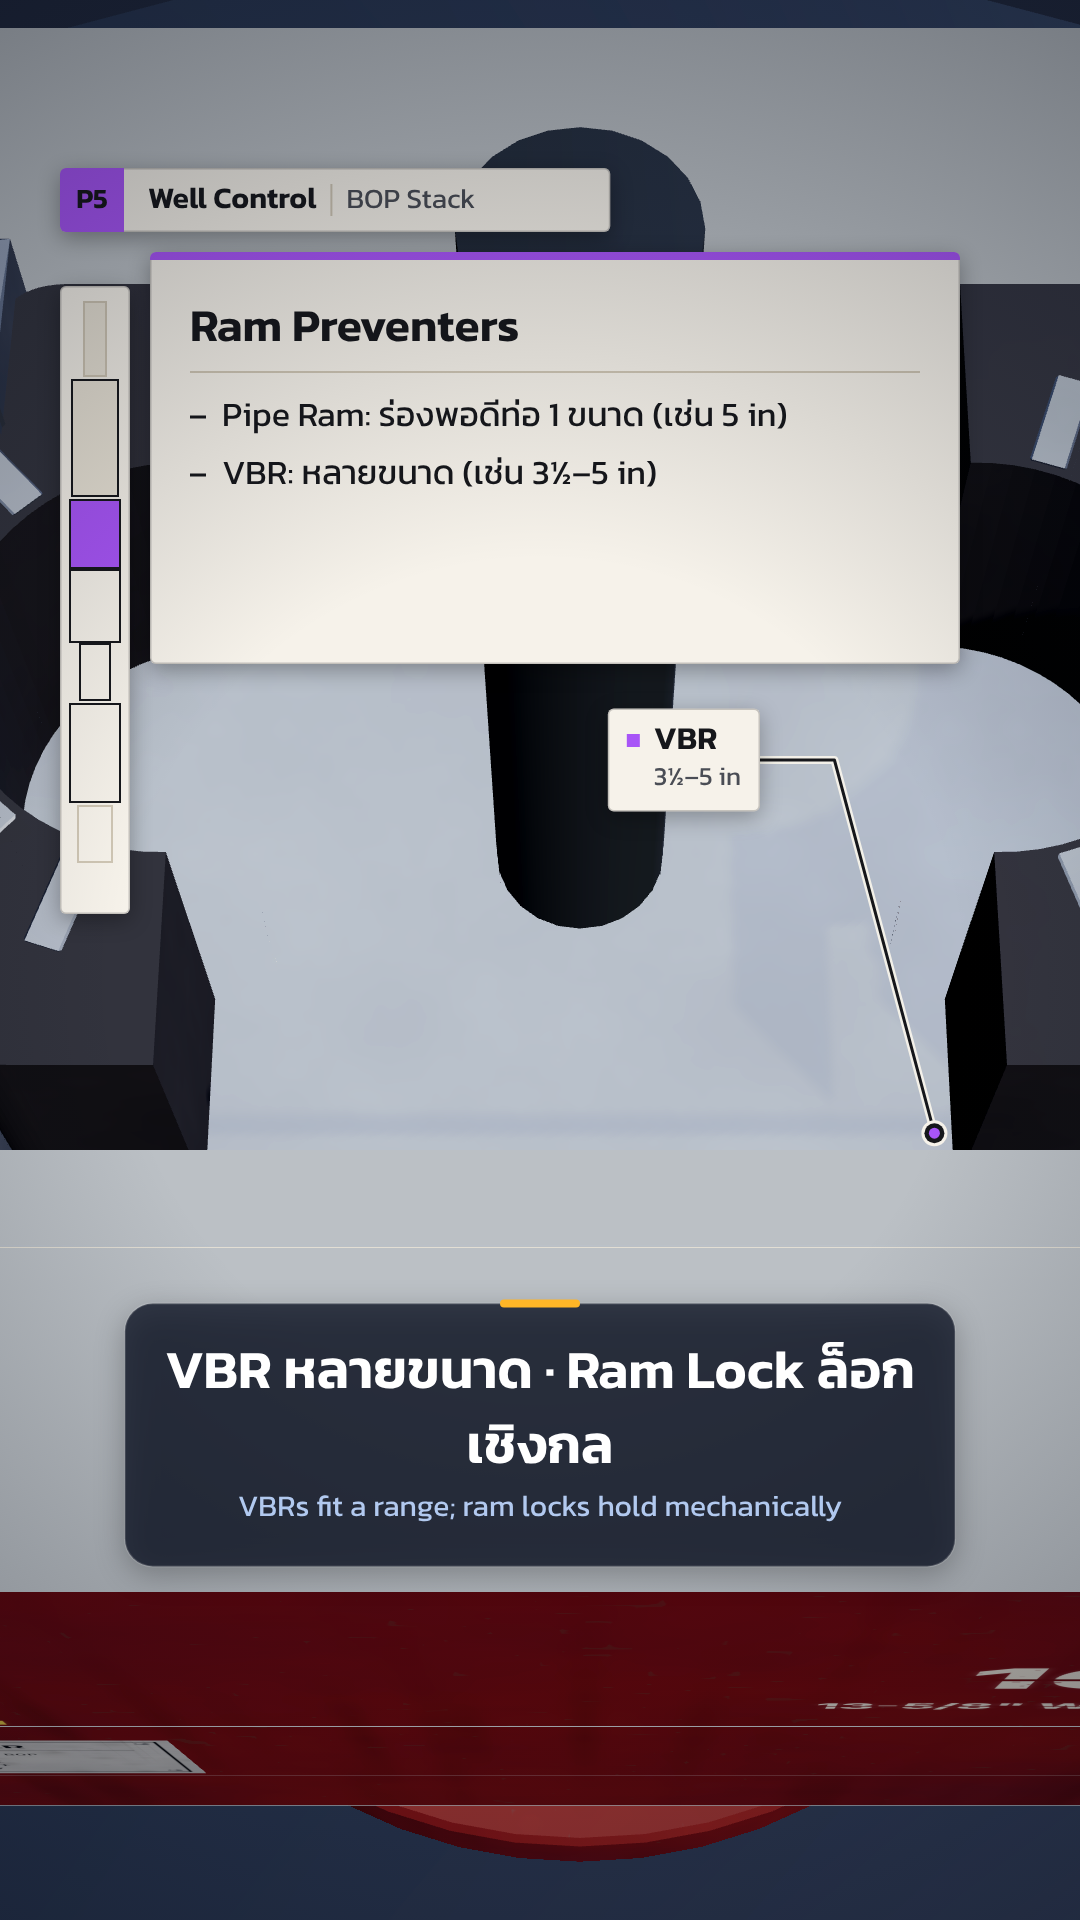 P5 Well Control BOP Stack
Ram Preventers
– Pipe Ram: ร่องพอดีท่อ 1 ขนาด (เช่น 5 in)
– VBR: หลายขนาด (เช่น 3½–5 in)
VBR
3½–5 in
VBR หลายขนาด · Ram Lock ล็อก
เชิงกล
VBRs fit a range; ram locks hold mechanically
13-5/8"